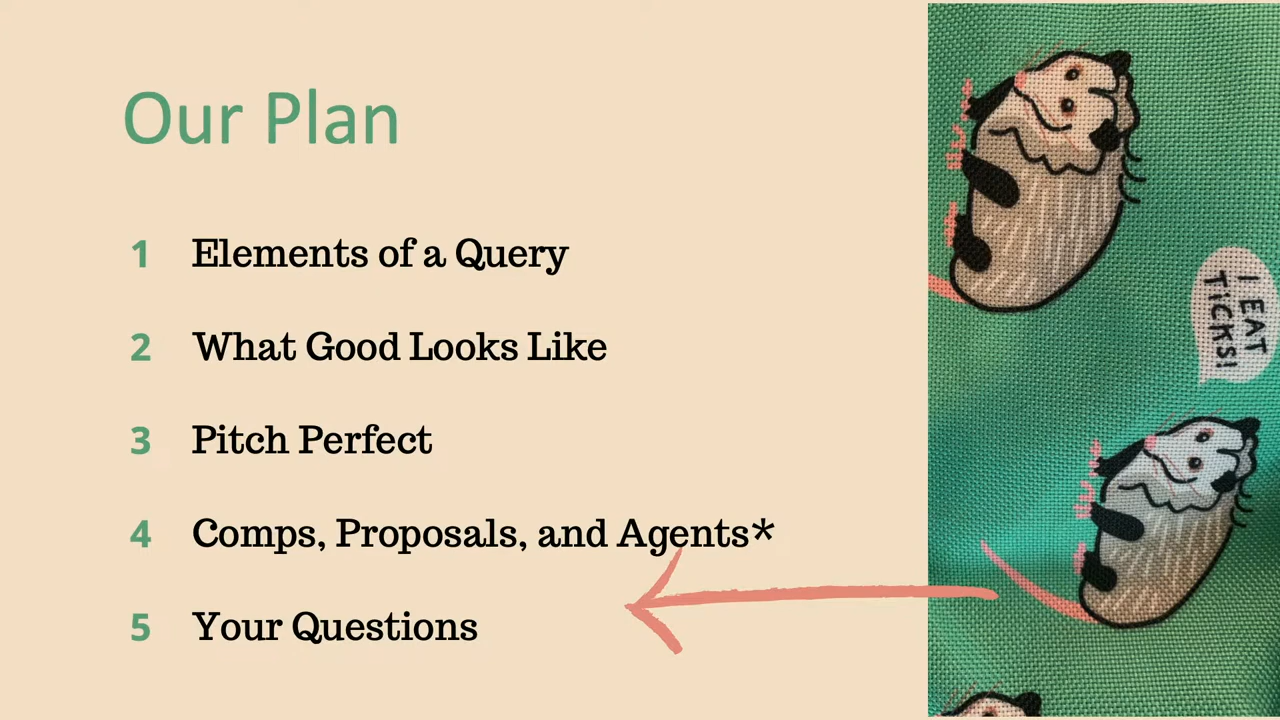 Our Plan
1 Elements of a Query
2 What Good Looks Like
3 Pitch Perfect
4 Comps, Proposals, and Agents*
5 Your Questions
I EAT
TiCKS!